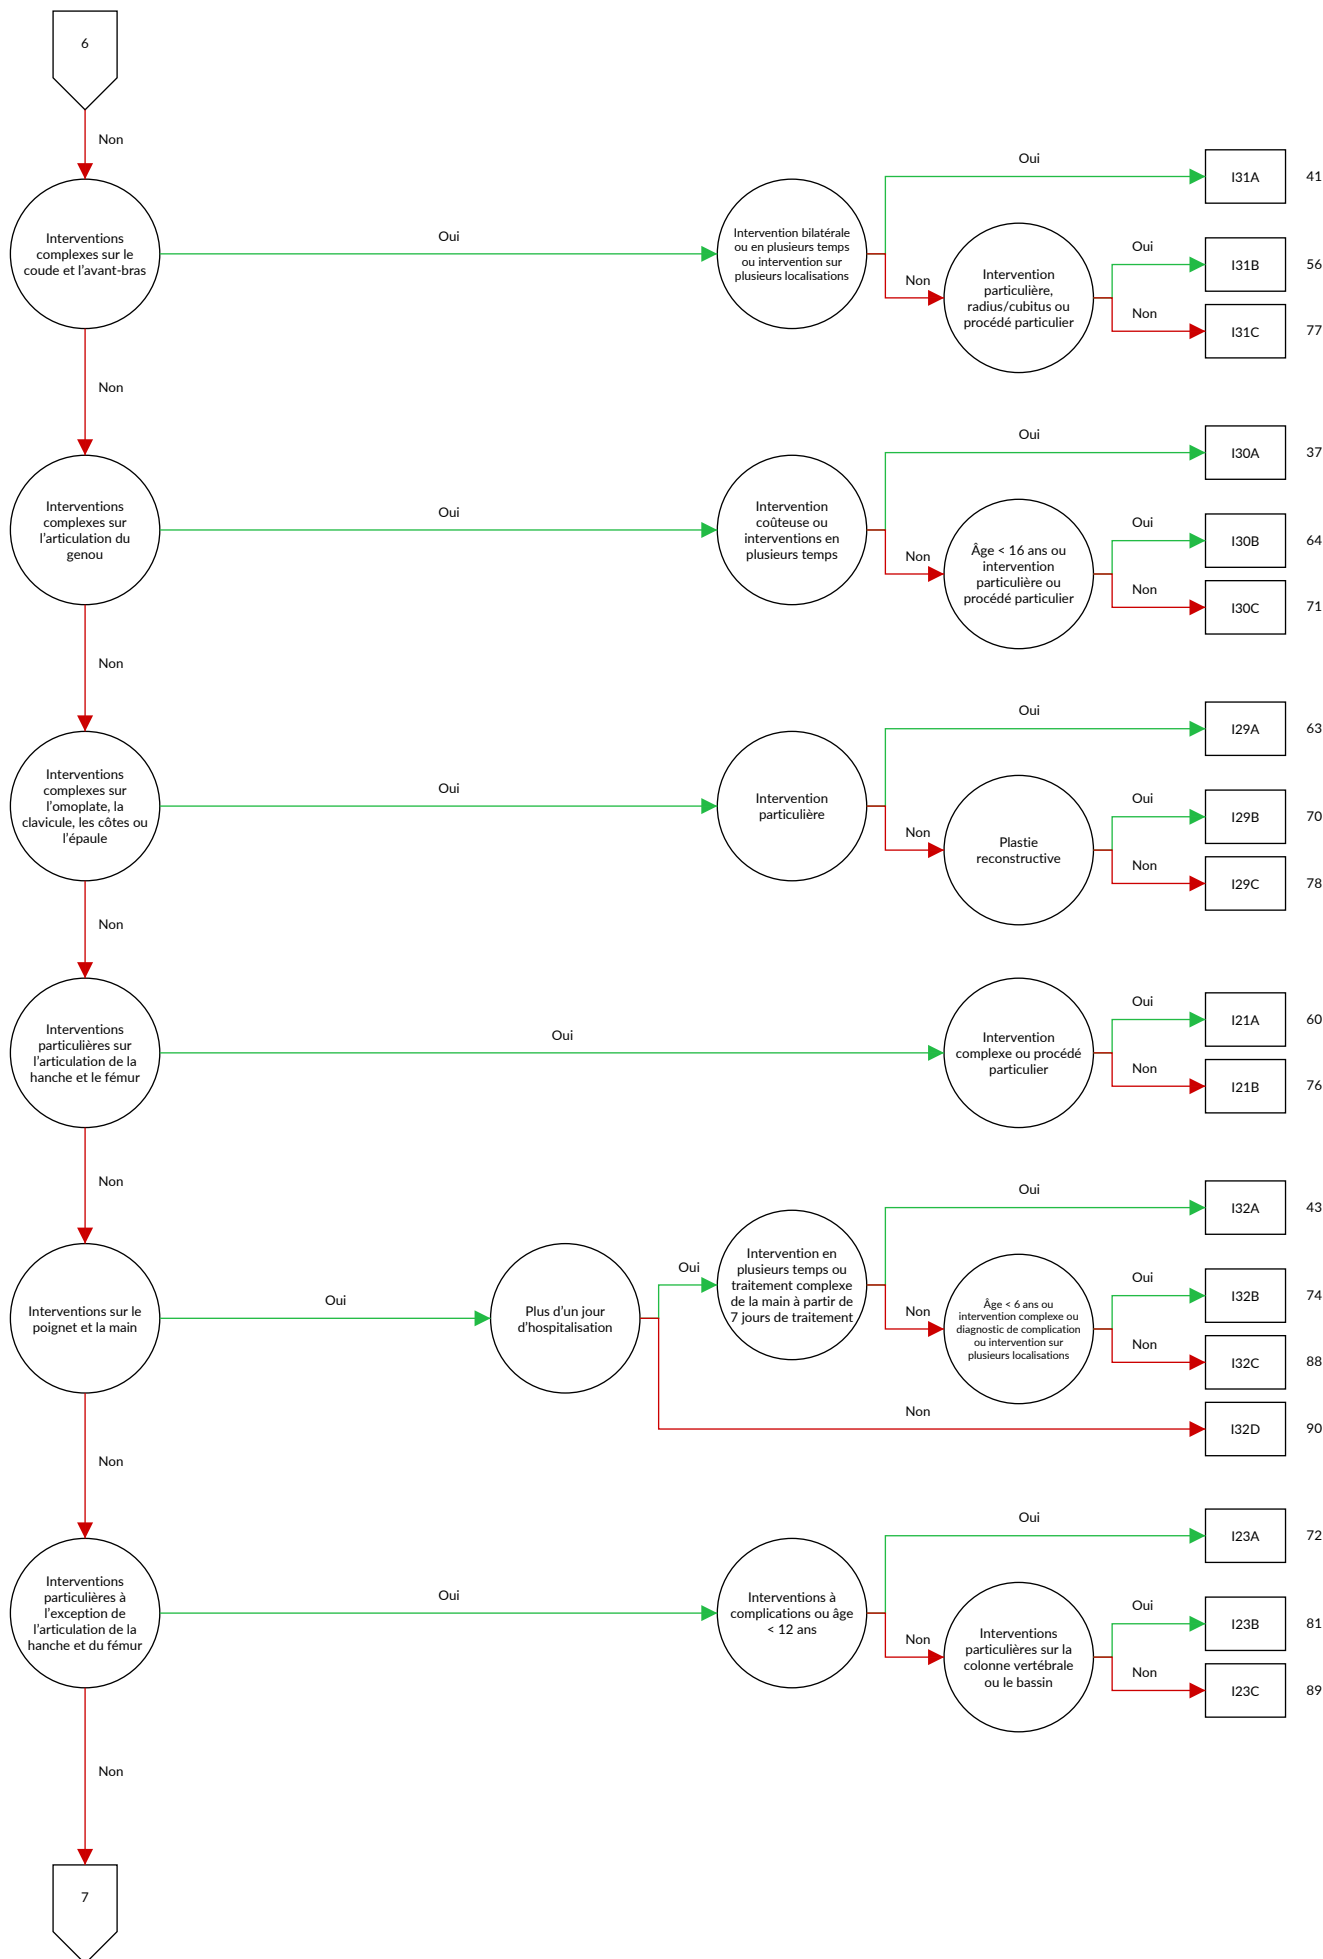 6
Non
Oui
I31A
41
Interventions
complexes sur le
coude et l'avant-bras
Oui
Intervention bilatérale
ou en plusieurs temps
ou intervention sur
plusieurs localisations
Non
Intervention
particulière,
radius/cubitus ou
procédé particulier
Oui
I31B
56
Non
I31C
77
Non
Oui
I30A
37
Interventions
complexes sur
l'articulation du
genou
Oui
Intervention
coûteuse ou
interventions en
plusieurs temps
Non
Âge < 16 ans ou
intervention
particulière ou
procédé particulier
Oui
I30B
64
Non
I30C
71
Non
Oui
I29A
63
Interventions
complexes sur
l'omoplate, la
clavicule, les côtes ou
l'épaule
Oui
Intervention
particulière
Non
Plastie
reconstructive
Oui
I29B
70
Non
I29C
78
Non
Interventions
particulières sur
l'articulation de la
hanche et le fémur
Oui
Intervention
complexe ou procédé
particulier
Oui
I21A
60
Non
I21B
76
Non
Oui
I32A
43
Interventions sur le
poignet et la main
Oui
Plus d'un jour
d'hospitalisation
Oui
Intervention en
plusieurs temps ou
traitement complexe
de la main à partir de
7 jours de traitement
Non
Âge < 6 ans ou
intervention complexe ou
diagnostic de complication
ou intervention sur
plusieurs localisations
Oui
I32B
74
Non
I32C
88
Non
I32D
90
Non
Oui
I23A
72
Interventions
particulières à
l'exception de
l'articulation de la
hanche et du fémur
Oui
Interventions à
complications ou âge
< 12 ans
Non
Interventions
particulières sur la
colonne vertébrale
ou le bassin
Oui
I23B
81
Non
I23C
89
Non
7